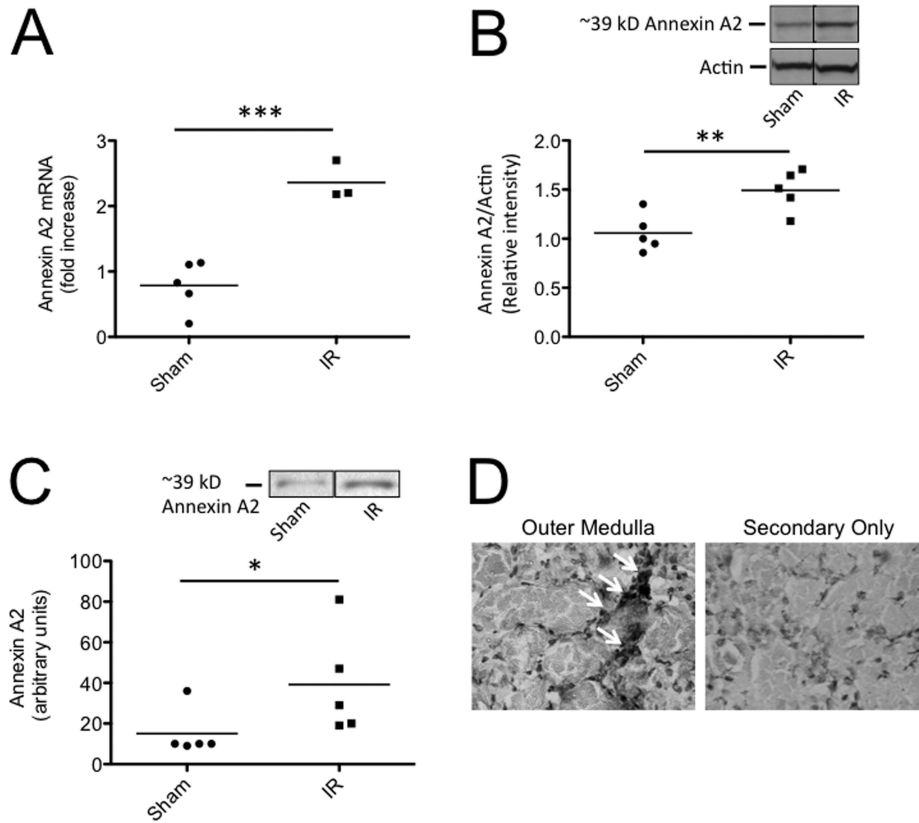 A
***
3
2
1
0
Annexin A2 mRNA
(fold increase)
Sham
IR
B
~39 kD Annexin A2
Actin
Sham
IR
**
2.0
1.5
1.0
0.5
0.0
Annexin A2/Actin
(Relative intensity)
Sham
IR
C
~39 kD
Annexin A2
Sham
IR
*
100
80
60
40
20
0
Annexin A2
(arbitrary units)
Sham
IR
D
Outer Medulla
Secondary Only